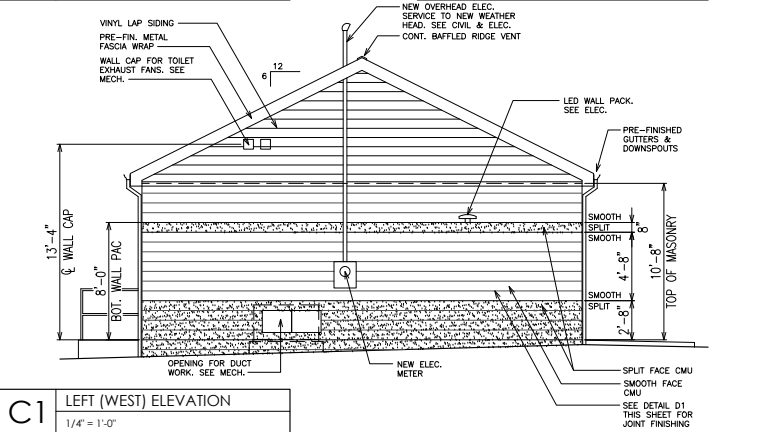 NEW OVERHEAD ELEC.
SERVICE TO NEW WEATHER
HEAD. SEE CIVIL & ELEC.
CONT. BAFFLED RIDGE VENT
VINYL LAP SIDING
PRE-FIN. METAL
FASCIA WRAP
WALL CAP FOR TOILET
EXHAUST FANS. SEE
MECH.
12
6
LED WALL PACK.
SEE ELEC.
PRE-FINISHED
GUTTERS &
DOWNSPOUTS
13'-4"
℄ WALL CAP
8'-0"
BOT. WALL PAC
SMOOTH
SPLIT
SMOOTH
8"
4'-8"
10'-8"
TOP OF MASONRY
SMOOTH
SPLIT
2'-8"
OPENING FOR DUCT
WORK. SEE MECH.
NEW ELEC.
METER
SPLIT FACE CMU
SMOOTH FACE
CMU
SEE DETAIL D1
THIS SHEET FOR
JOINT FINISHING
C1
LEFT (WEST) ELEVATION
1/4" = 1'-0"